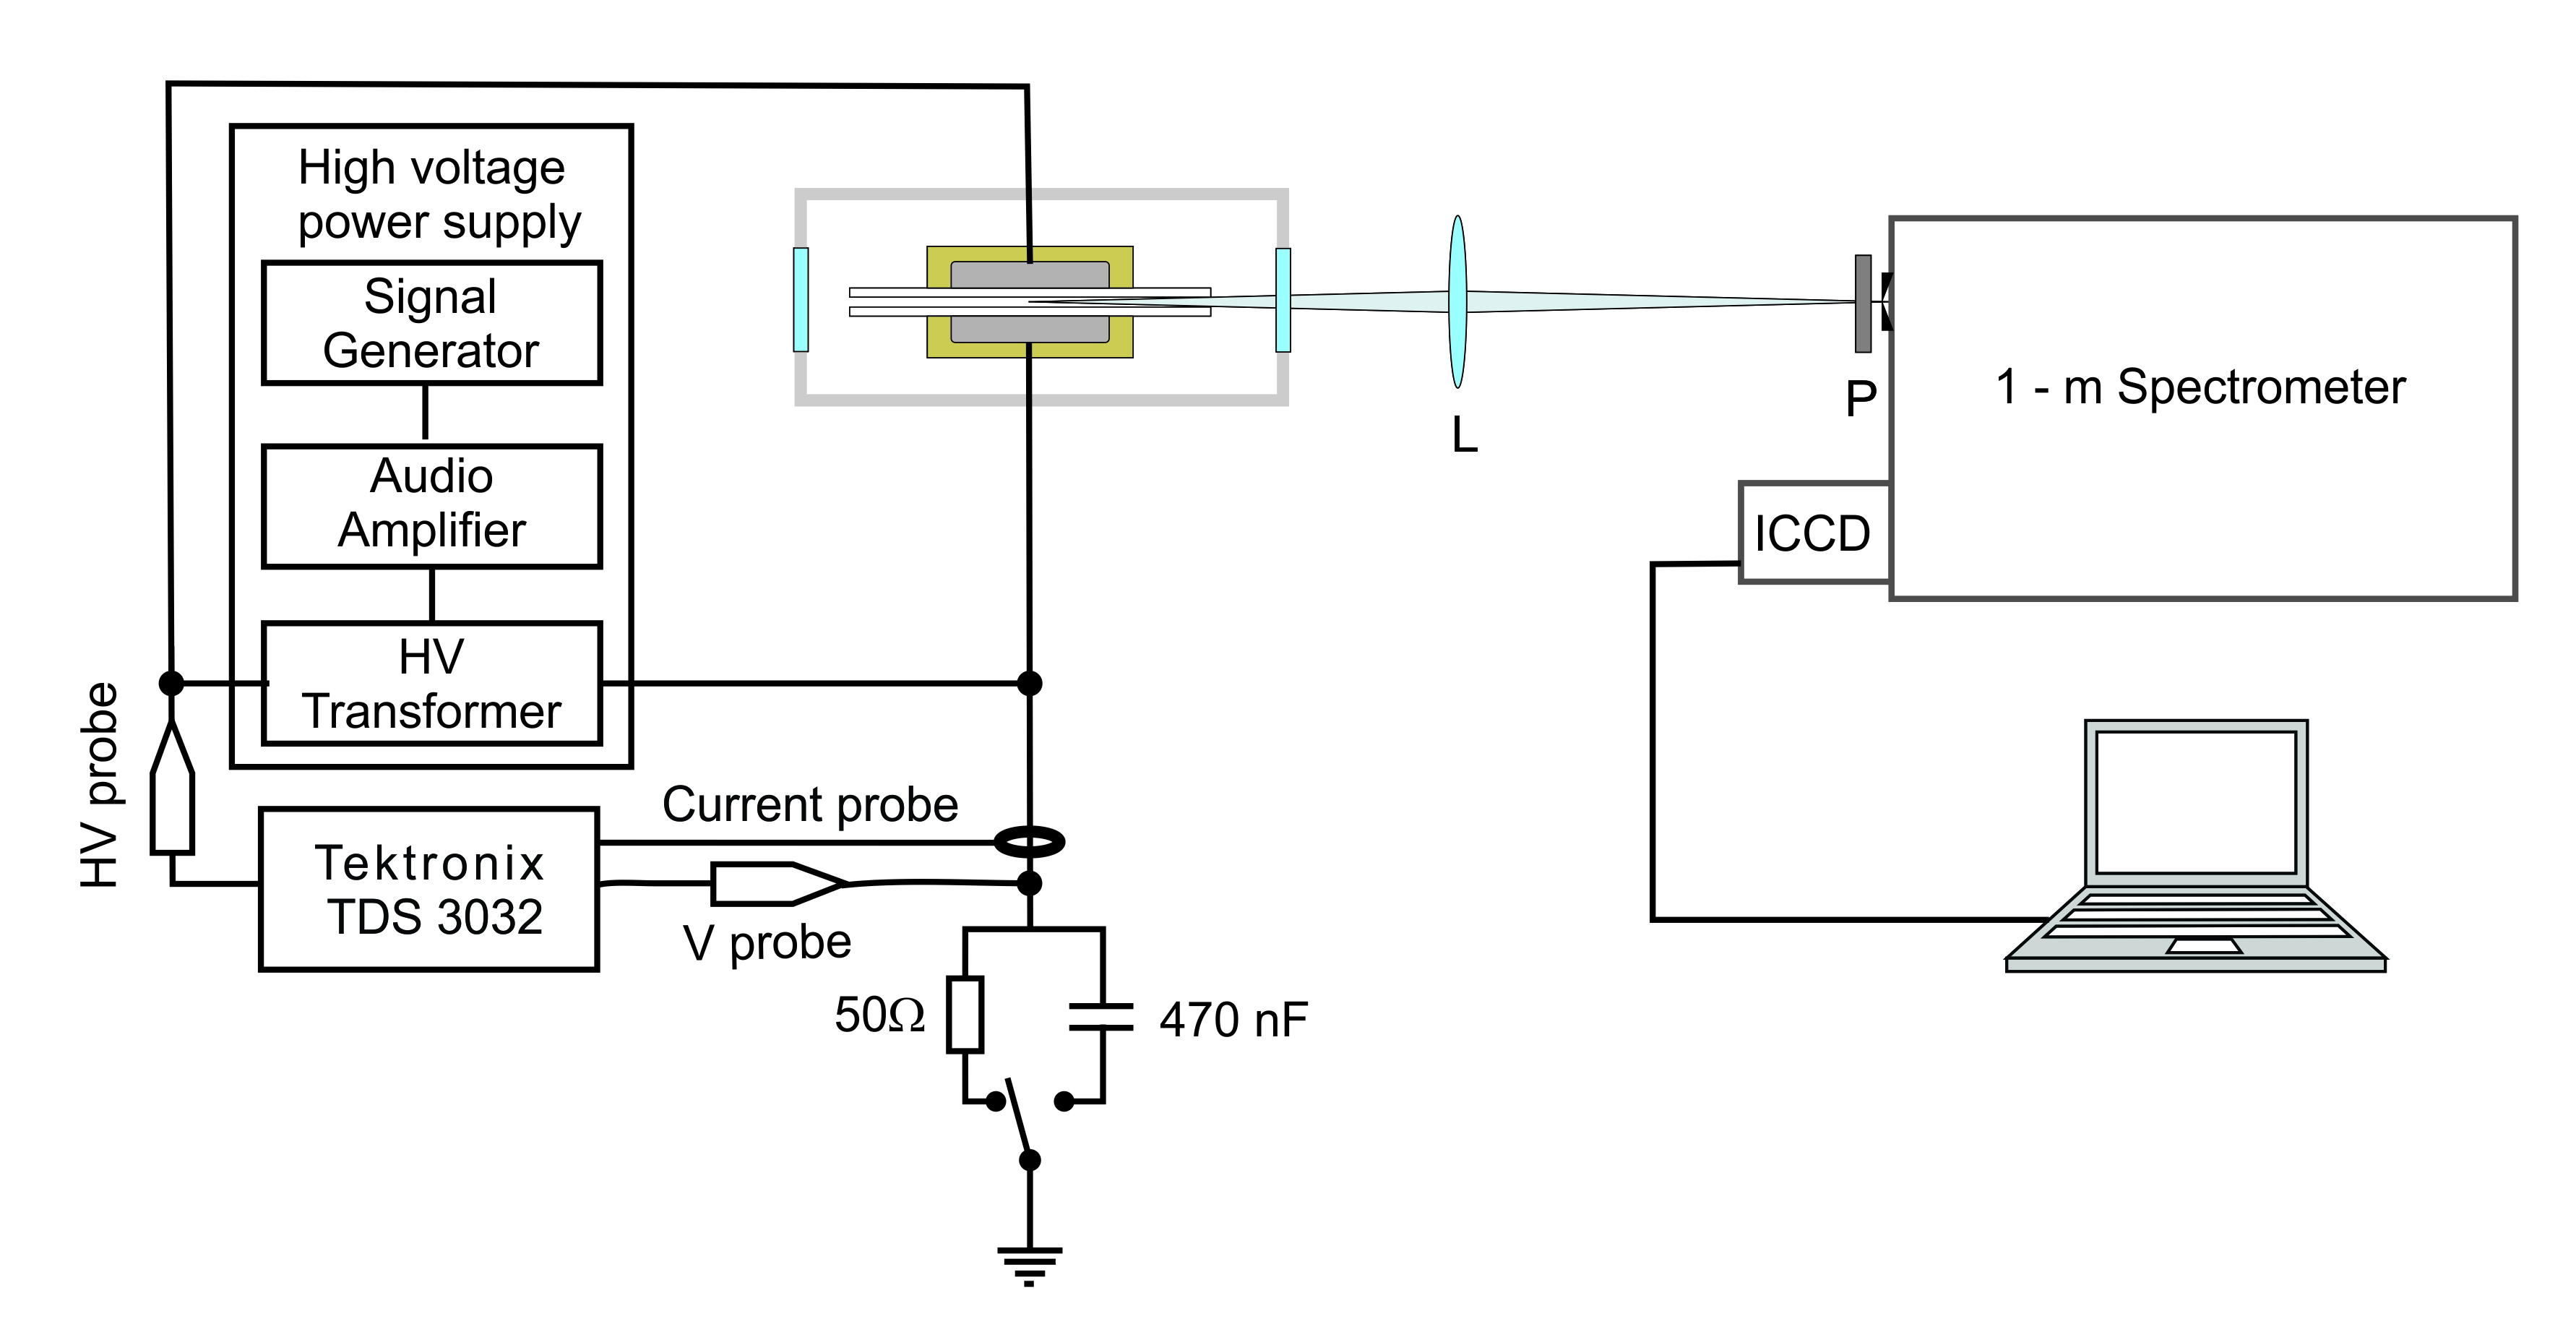 High voltage
power supply
Signal
Generator
Audio
Amplifier
HV
Transformer
HV probe
Tektronix
TDS 3032
Current probe
V probe
50Ω
470 nF
L
P
1 - m Spectrometer
ICCD